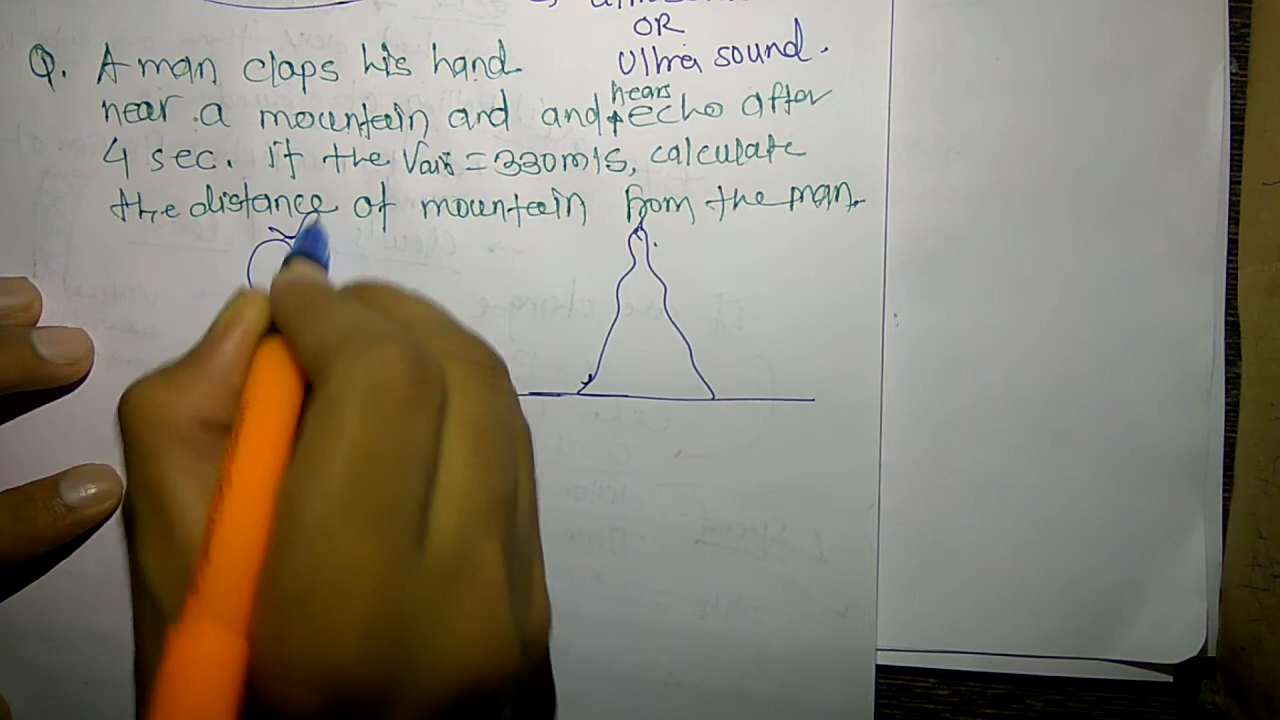 OR
Ultra sound.
Q. A man claps his hand
near a mountain and and hears echo after
4 sec. If the Vair = 330m/s, calculate
the distance of mountain from the man.